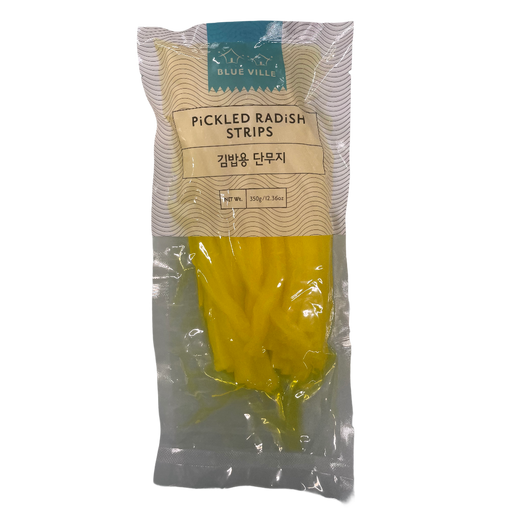 BLUE VILLE
PiCKLED RADiSH
STRIPS
김밥용 단무지
NET Wt. 350g/12.36oz